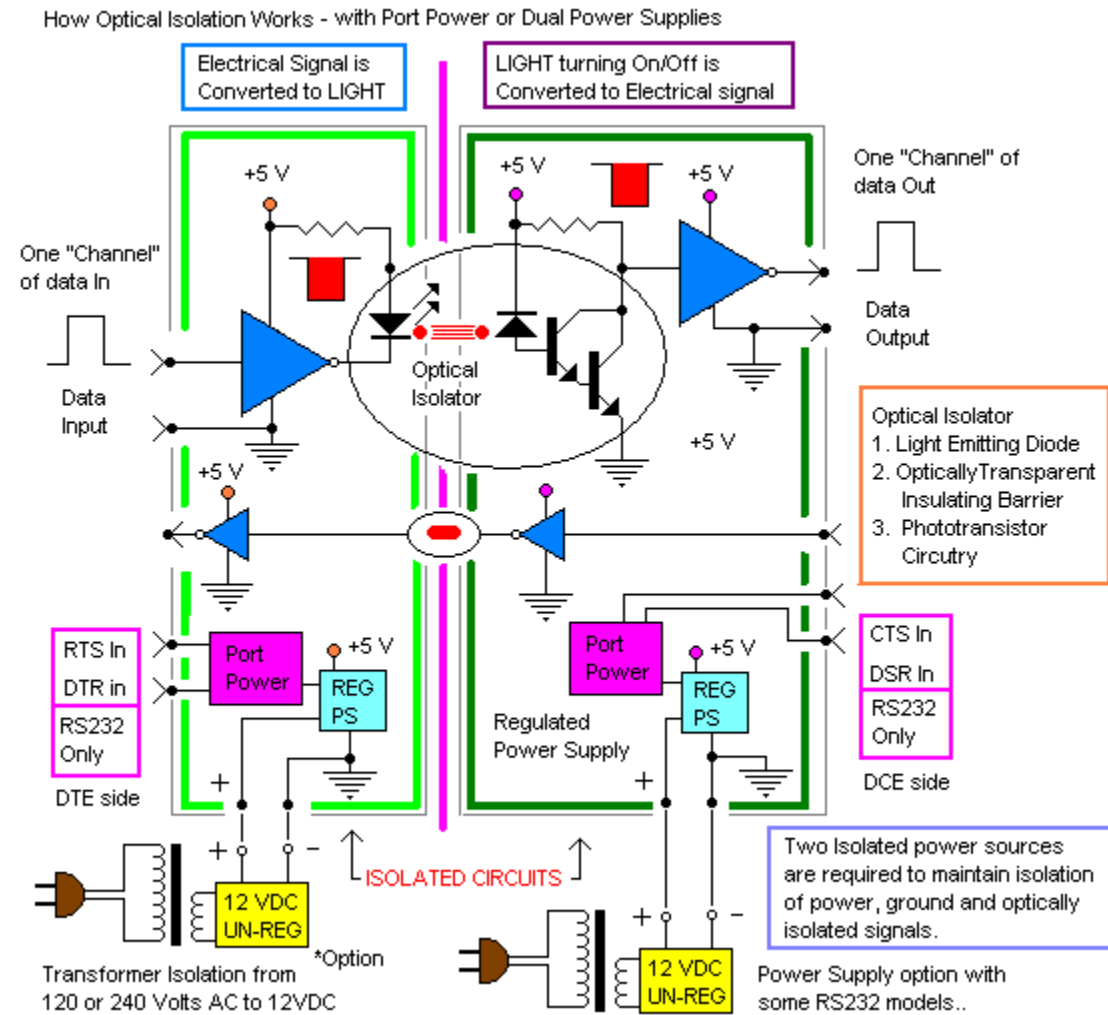 How Optical Isolation Works - with Port Power or Dual Power Supplies
Electrical Signal is
Converted to LIGHT
LIGHT turning On/Off is
Converted to Electrical signal
+5 V
+5 V
+5 V
One "Channel" of
data Out
One "Channel"
of data In
Data
Output
Data
Input
Optical
Isolator
+5 V
+5 V
Optical Isolator
1. Light Emitting Diode
2. OpticallyTransparent
Insulating Barrier
3. Phototransistor
Circutry
RTS In
DTR in
RS232
Only
DTE side
Port
Power
+5 V
REG
PS
Regulated
Power Supply
Port
Power
+5 V
REG
PS
CTS In
DSR In
RS232
Only
DCE side
+
+
+ -
12 VDC
UN-REG
*Option
ISOLATED CIRCUITS
Transformer Isolation from
120 or 240 Volts AC to 12VDC
+ -
12 VDC
UN-REG
Two Isolated power sources
are required to maintain isolation
of power, ground and optically
isolated signals.
Power Supply option with
some RS232 models..